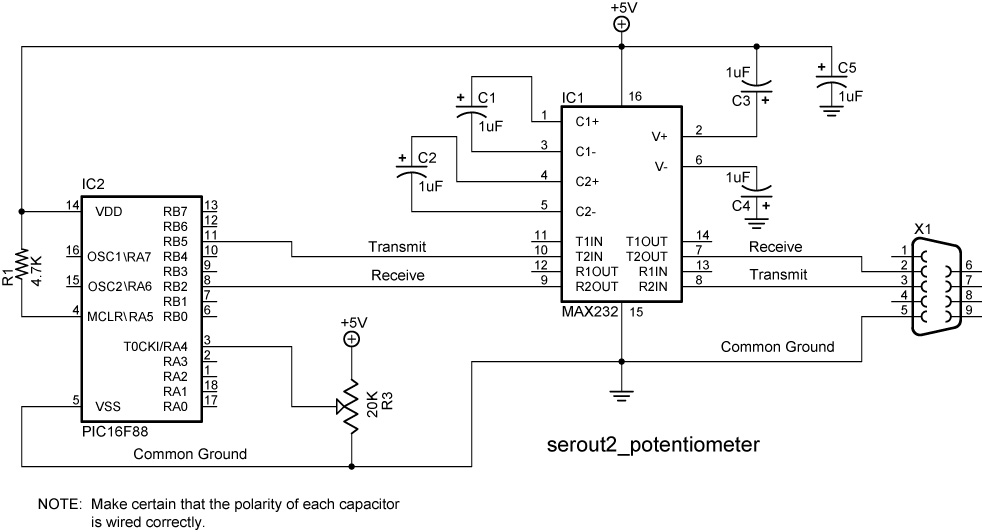 +5V
+
C5
1uF
1uF
C3
+
IC1
16
+
C1
1uF
1
C1+
3
C1-
V+
2
+
C2
1uF
4
C2+
V-
6
5
C2-
1uF
C4
+
IC2
14
VDD
RB7
13
RB6
12
RB5
11
16
OSC1\RA7
RB4
10
RB3
9
15
OSC2\RA6
RB2
8
RB1
7
4
MCLR\RA5
RB0
6
T0CKI/RA4
3
RA3
2
RA2
1
RA1
18
5
VSS
RA0
17
PIC16F88
R1
4.7K
Transmit
Receive
11
T1IN
T1OUT
14
10
T2IN
T2OUT
7
12
R1OUT
R1IN
13
9
R2OUT
R2IN
8
MAX232
15
Receive
Transmit
Common Ground
X1
1
2
3
4
5
6
7
8
9
+5V
20K
R3
Common Ground
serout2_potentiometer
NOTE: Make certain that the polarity of each capacitor
is wired correctly.